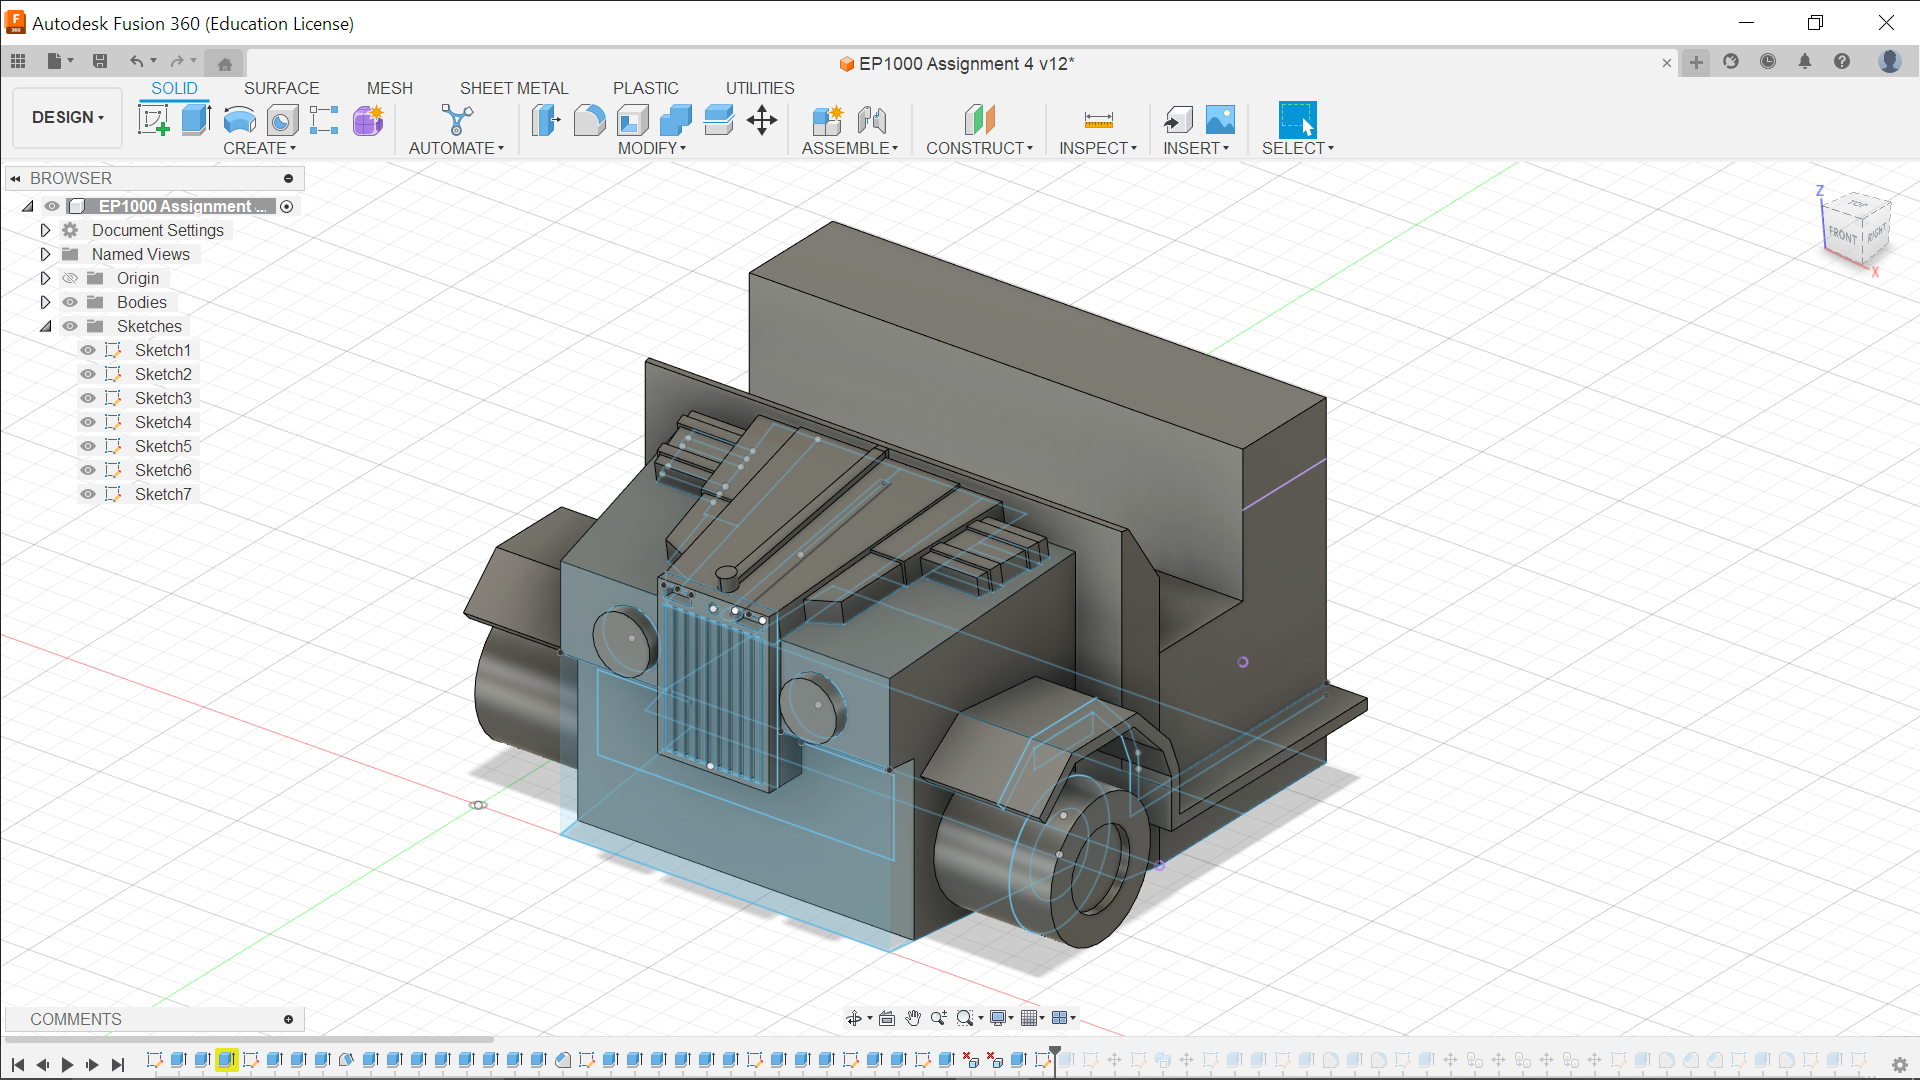 Autodesk Fusion 360 (Education License)
EP1000 Assignment 4 v12*
SOLID SURFACE MESH SHEET METAL PLASTIC UTILITIES
DESIGN
CREATE AUTOMATE MODIFY ASSEMBLE CONSTRUCT INSPECT INSERT SELECT
BROWSER
EP1000 Assignment ...
Document Settings
Named Views
Origin
Bodies
Sketches
Sketch1
Sketch2
Sketch3
Sketch4
Sketch5
Sketch6
Sketch7
Z
TOP
FRONT
RIGHT
X
COMMENTS